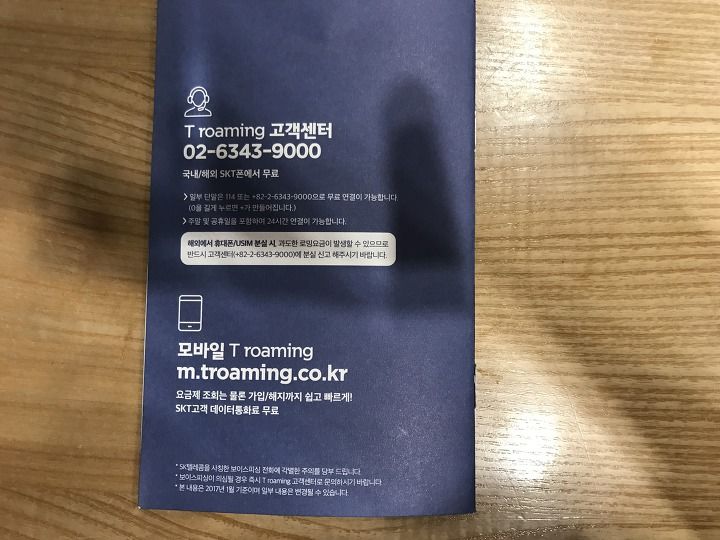 T roaming 고객센터
02-6343-9000
국내/해외 SKT폰에서 무료
> 일부 단말은 114 또는 +82-2-6343-9000으로 무료 연결이 가능합니다.
(0을 길게 누르면 +가 만들어집니다.)
> 주말 및 공휴일을 포함하여 24시간 연결이 가능합니다.
해외에서 휴대폰/USIM 분실 시, 과도한 로밍요금이 발생할 수 있으므로
반드시 고객센터(+82-2-6343-9000)에 분실 신고 해주시기 바랍니다.
모바일 T roaming
m.troaming.co.kr
요금제 조회는 물론 가입/해지까지 쉽고 빠르게!
SKT고객 데이터통화료 무료
* SK텔레콤을 사칭한 보이스피싱 전화에 각별한 주의를 당부 드립니다.
* 보이스피싱이 의심될 경우 즉시 T roaming 고객센터로 문의하시기 바랍니다.
* 본 내용은 2017년 1월 기준이며 일부 내용은 변경될 수 있습니다.